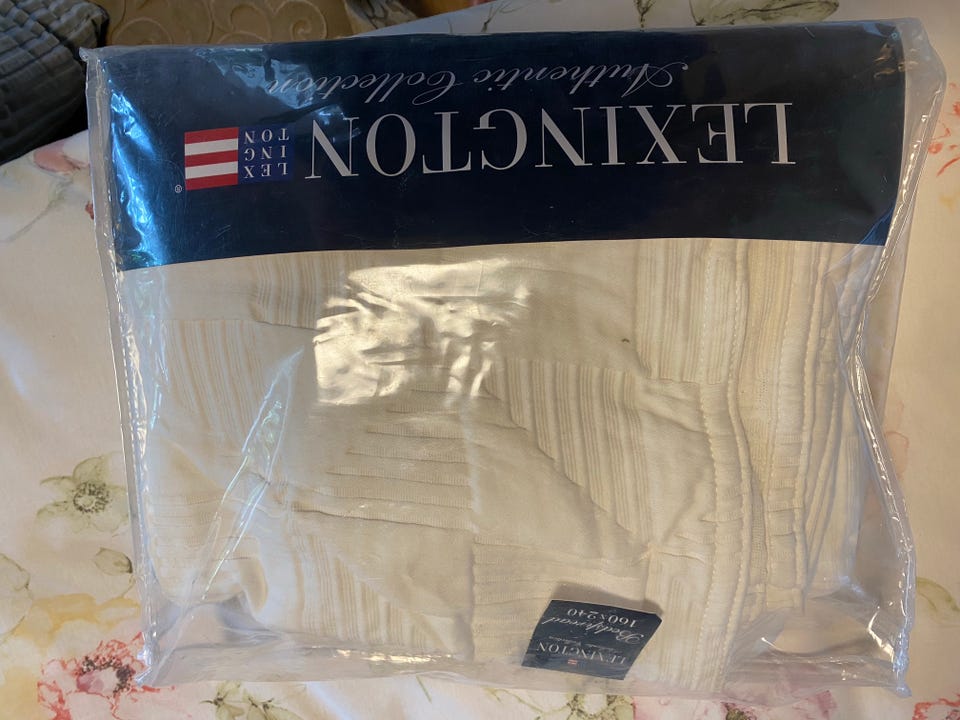 LEXINGTON
LEX
ING
TON
®
Authentic Collection
LEXINGTON
Bedspread
160x240